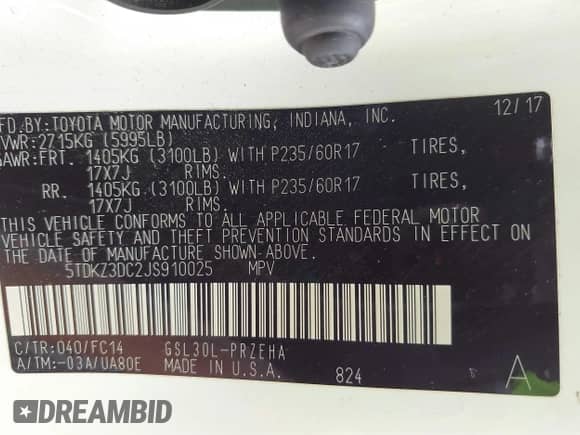 MFD.BY:TOYOTA MOTOR MANUFACTURING, INDIANA, INC. 12/17
GVWR:2715KG (5995LB)
GAWR:FRT. 1405KG (3100LB) WITH P235/60R17 TIRES,
17X7J RIMS.
RR. 1405KG (3100LB) WITH P235/60R17 TIRES,
17X7J RIMS.
THIS VEHICLE CONFORMS TO ALL APPLICABLE FEDERAL MOTOR
VEHICLE SAFETY AND THEFT PREVENTION STANDARDS IN EFFECT ON
THE DATE OF MANUFACTURE SHOWN ABOVE.
5TDKZ3DC2JS910025 MPV
C/TR:040/FC14 GSL30L-PRZEHA
A/TM:-03A/UA80E MADE IN U.S.A. 824 A
DREAMBID